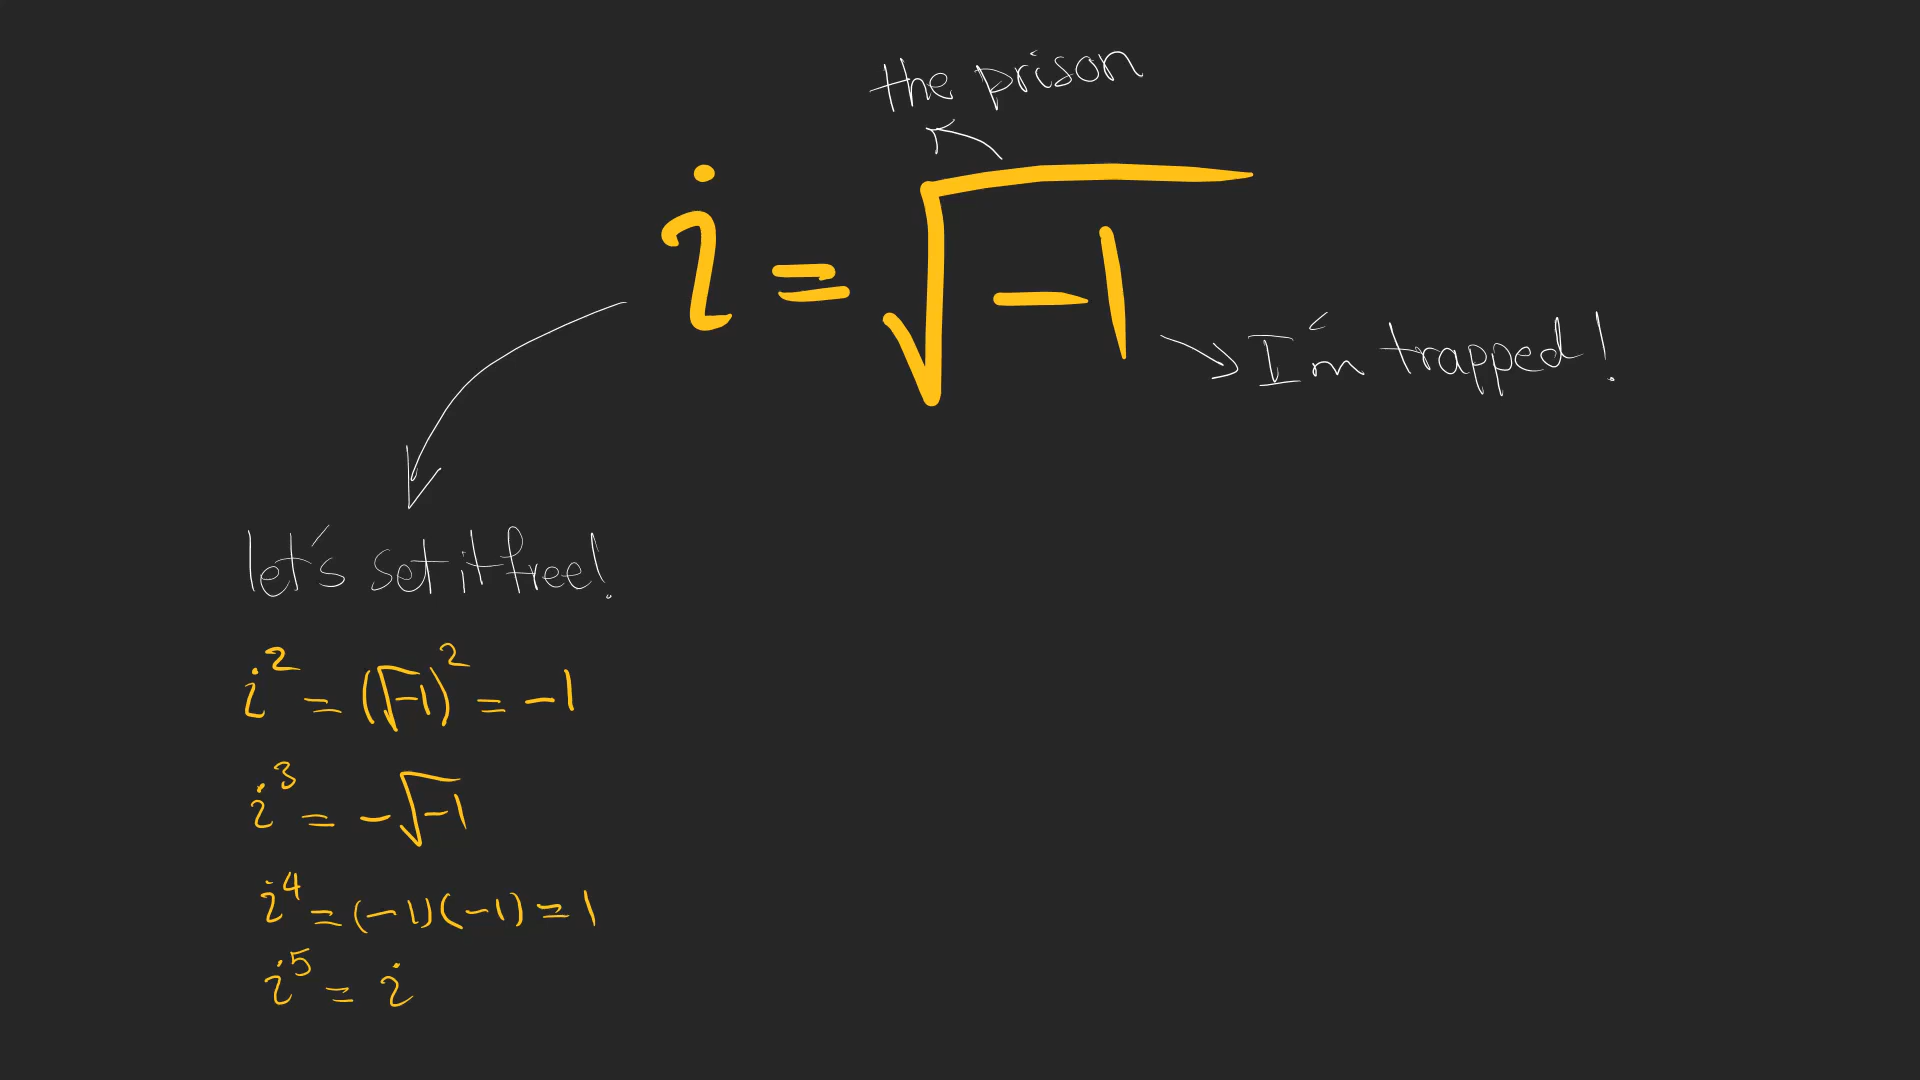 the prison
i = √-1
I'm trapped!
let's set it free!
i² = (√-1)² = -1
i³ = -√-1
i⁴ = (-1)(-1) = 1
i⁵ = i